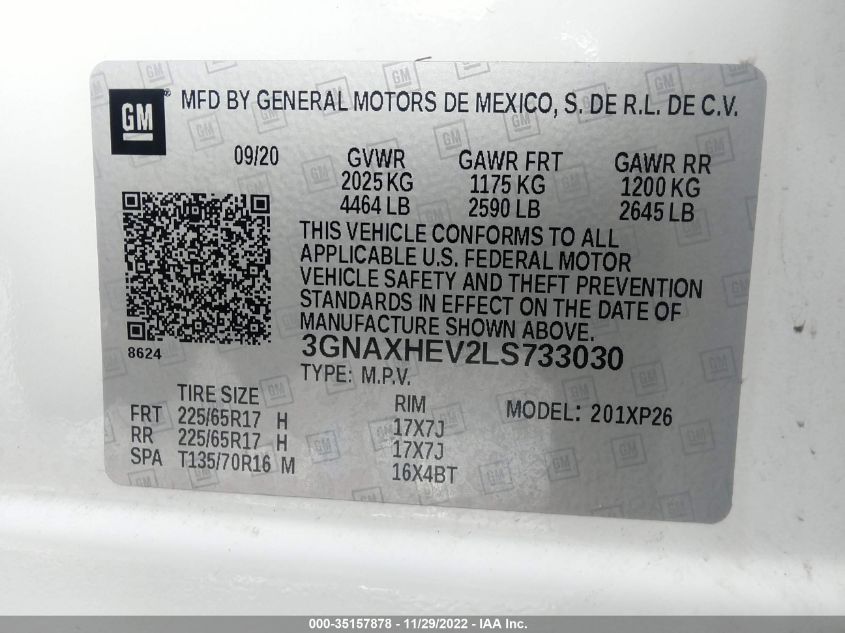 GM ® MFD BY GENERAL MOTORS DE MEXICO, S. DE R.L. DE C.V.
09/20 GVWR GAWR FRT GAWR RR
2025 KG 1175 KG 1200 KG
4464 LB 2590 LB 2645 LB
THIS VEHICLE CONFORMS TO ALL
APPLICABLE U.S. FEDERAL MOTOR
VEHICLE SAFETY AND THEFT PREVENTION
STANDARDS IN EFFECT ON THE DATE OF
MANUFACTURE SHOWN ABOVE.
8624 3GNAXHEV2LS733030
TYPE: M.P.V.
TIRE SIZE RIM MODEL: 201XP26
FRT 225/65R17 H 17X7J
RR 225/65R17 H 17X7J
SPA T135/70R16 M 16X4BT
000-35157878 - 11/29/2022 - IAA, Inc.